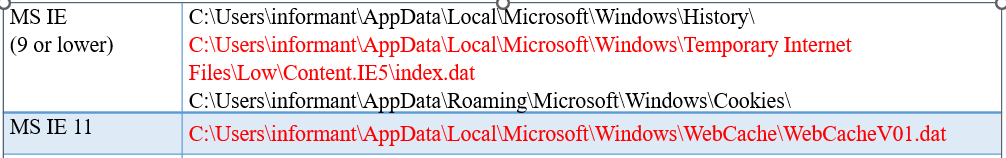 MS IE
(9 or lower)
C:\Users\informant\AppData\Local\Microsoft\Windows\History\
C:\Users\informant\AppData\Local\Microsoft\Windows\Temporary Internet
Files\Low\Content.IE5\index.dat
C:\Users\informant\AppData\Roaming\Microsoft\Windows\Cookies\
MS IE 11
C:\Users\informant\AppData\Local\Microsoft\Windows\WebCache\WebCacheV01.dat